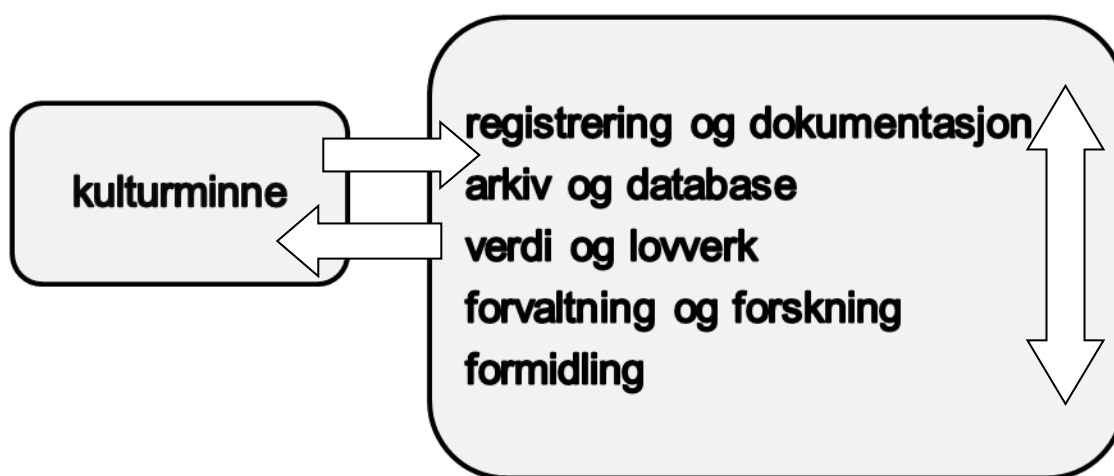 kulturminne
registrering og dokumentasjon
arkiv og database
verdi og lovverk
forvaltning og forskning
formidling